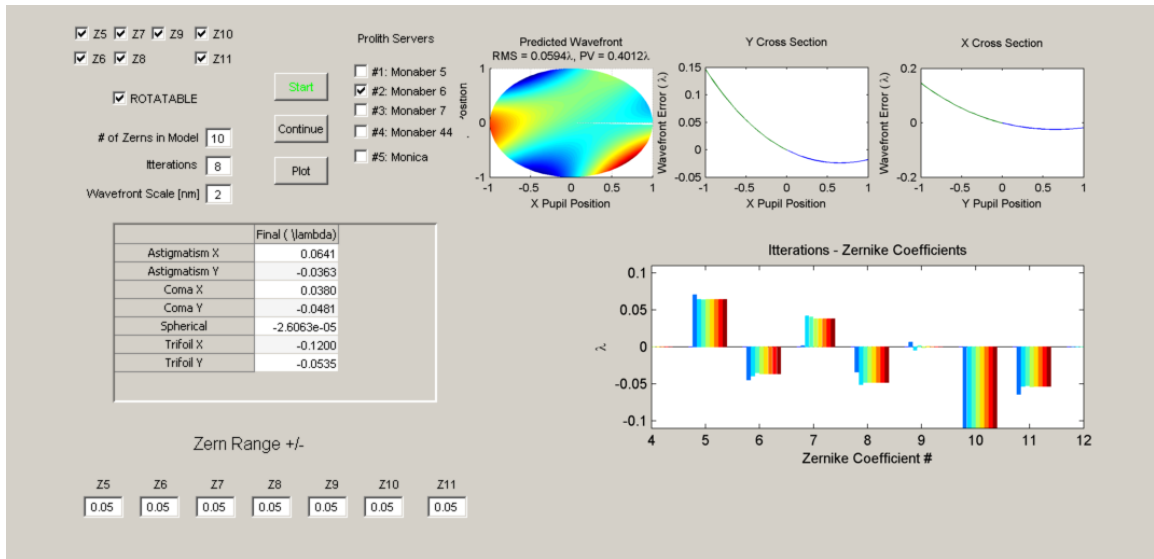 Z5 Z7 Z9 Z10
Z6 Z8 Z11
ROTATABLE
# of Zerns in Model 10
Itterations 8
Wavefront Scale [nm] 2
Start
Continue
Plot
Prolith Servers
#1: Monaber 5
#2: Monaber 6
#3: Monaber 7
#4: Monaber 44
#5: Monica
Predicted Wavefront
RMS = 0.0594λ, PV = 0.4012λ
1
0
-1
-1 -0.5 0 0.5 1
X Pupil Position
Position
Y Cross Section
Wavefront Error (λ)
0.15
0.1
0.05
0
-0.05
-1 -0.5 0 0.5 1
X Pupil Position
X Cross Section
Wavefront Error (λ)
0.2
0
-0.2
-1 -0.5 0 0.5 1
Y Pupil Position
Final ( \lambda)
Astigmatism X 0.0641
Astigmatism Y -0.0363
Coma X 0.0380
Coma Y -0.0481
Spherical -2.6063e-05
Trifoil X -0.1200
Trifoil Y -0.0535
Itterations - Zernike Coefficients
λ
0.1
0.05
0
-0.05
-0.1
4 5 6 7 8 9 10 11 12
Zernike Coefficient #
Zern Range +/-
Z5 Z6 Z7 Z8 Z9 Z10 Z11
0.05 0.05 0.05 0.05 0.05 0.05 0.05